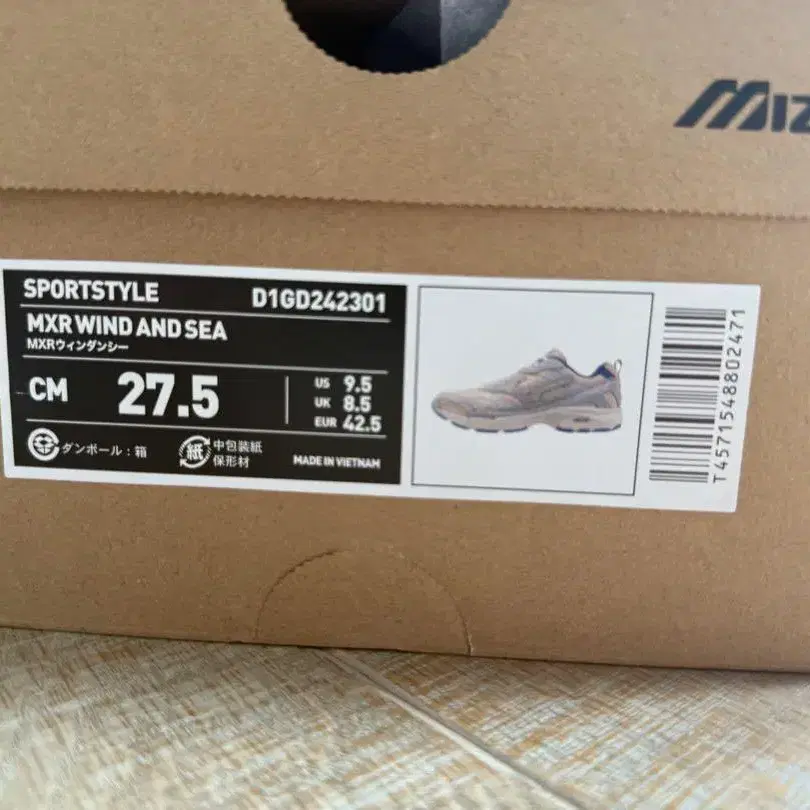 MIZ
SPORTSTYLE D1GD242301
MXR WIND AND SEA
MXRウィンダンシー
CM 27.5
US 9.5
UK 8.5
EUR 42.5
ダンボール:箱
紙 中包装紙
保形材
MADE IN VIETNAM
T4571548802471